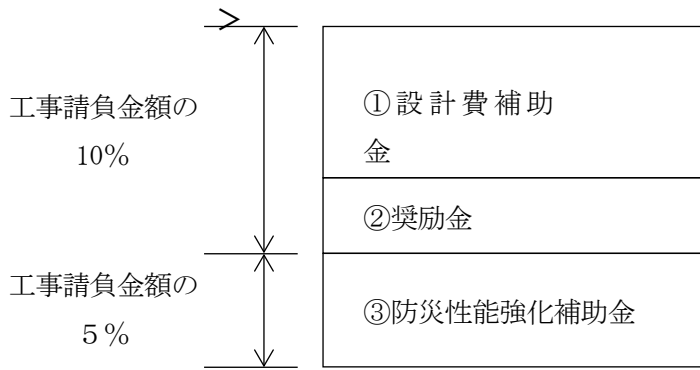 工事請負金額の
10%
①設計費補助
金
②奨励金
工事請負金額の
5%
③防災性能強化補助金